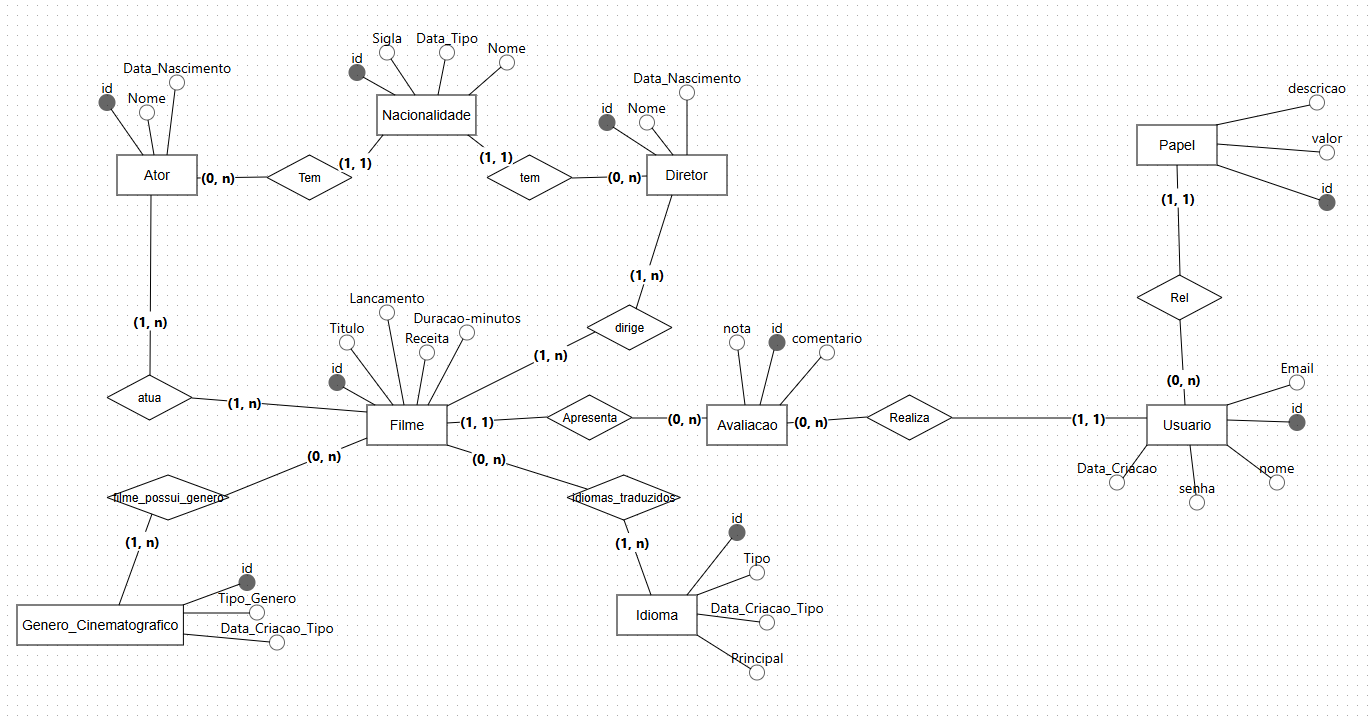 Sigla
Data_Tipo
Nome
id
Nacionalidade
Data_Nascimento
id
Nome
Ator
Data_Nascimento
id
Nome
Diretor
(0, n)
Tem
(1, 1)
(1, 1)
tem
(0, n)
descricao
valor
id
Papel
(1, 1)
Rel
(0, n)
(1, n)
dirige
(1, n)
(1, n)
atua
(1, n)
Lancamento
Titulo
Duracao-minutos
Receita
id
Filme
(1, 1)
Apresenta
(0, n)
nota
id
comentario
Avaliacao
(0, n)
Realiza
(1, 1)
Email
id
Usuario
Data_Criacao
senha
nome
(0, n)
filme_possui_genero
(1, n)
(0, n)
idiomas_traduzidos
(1, n)
id
Tipo_Genero
Data_Criacao_Tipo
Genero_Cinematografico
id
Tipo
Data_Criacao_Tipo
Principal
Idioma